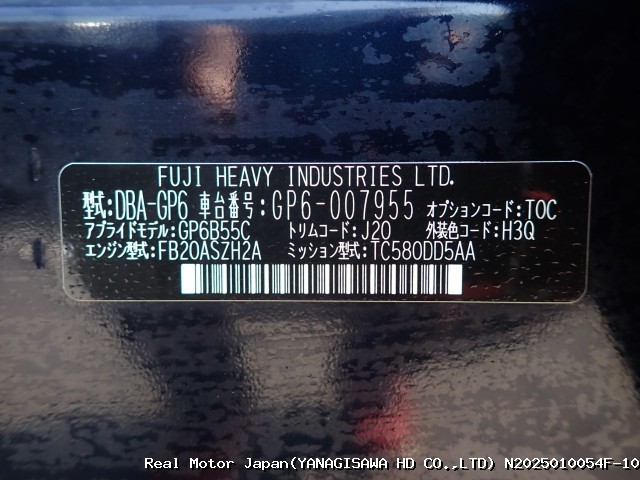 FUJI HEAVY INDUSTRIES LTD.
型式:DBA-GP6 車台番号:GP6-007955 オプションコード:TOC
アプライドモデル:GP6B55C トリムコード:J20 外装色コード:H3Q
エンジン型式:FB20ASZH2A ミッション型式:TC580DD5AA
Real Motor Japan(YANAGISAWA HD CO.,LTD) N2025010054F-10